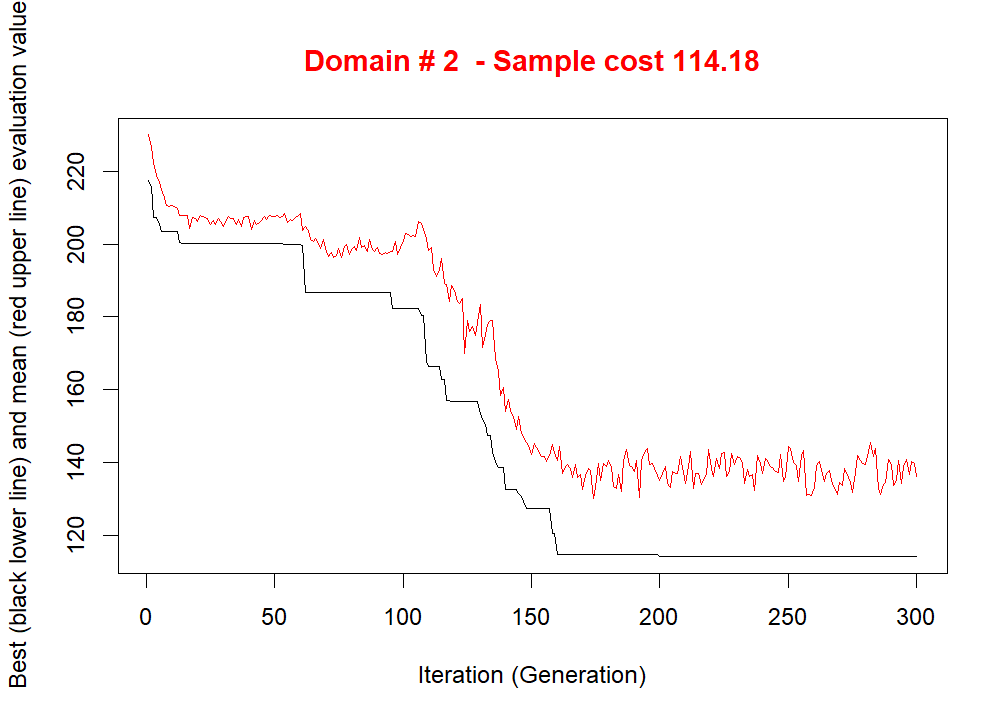 Domain # 2  - Sample cost 114.18
Best (black lower line) and mean (red upper line) evaluation value
220
200
180
160
140
120
0 50 100 150 200 250 300
Iteration (Generation)